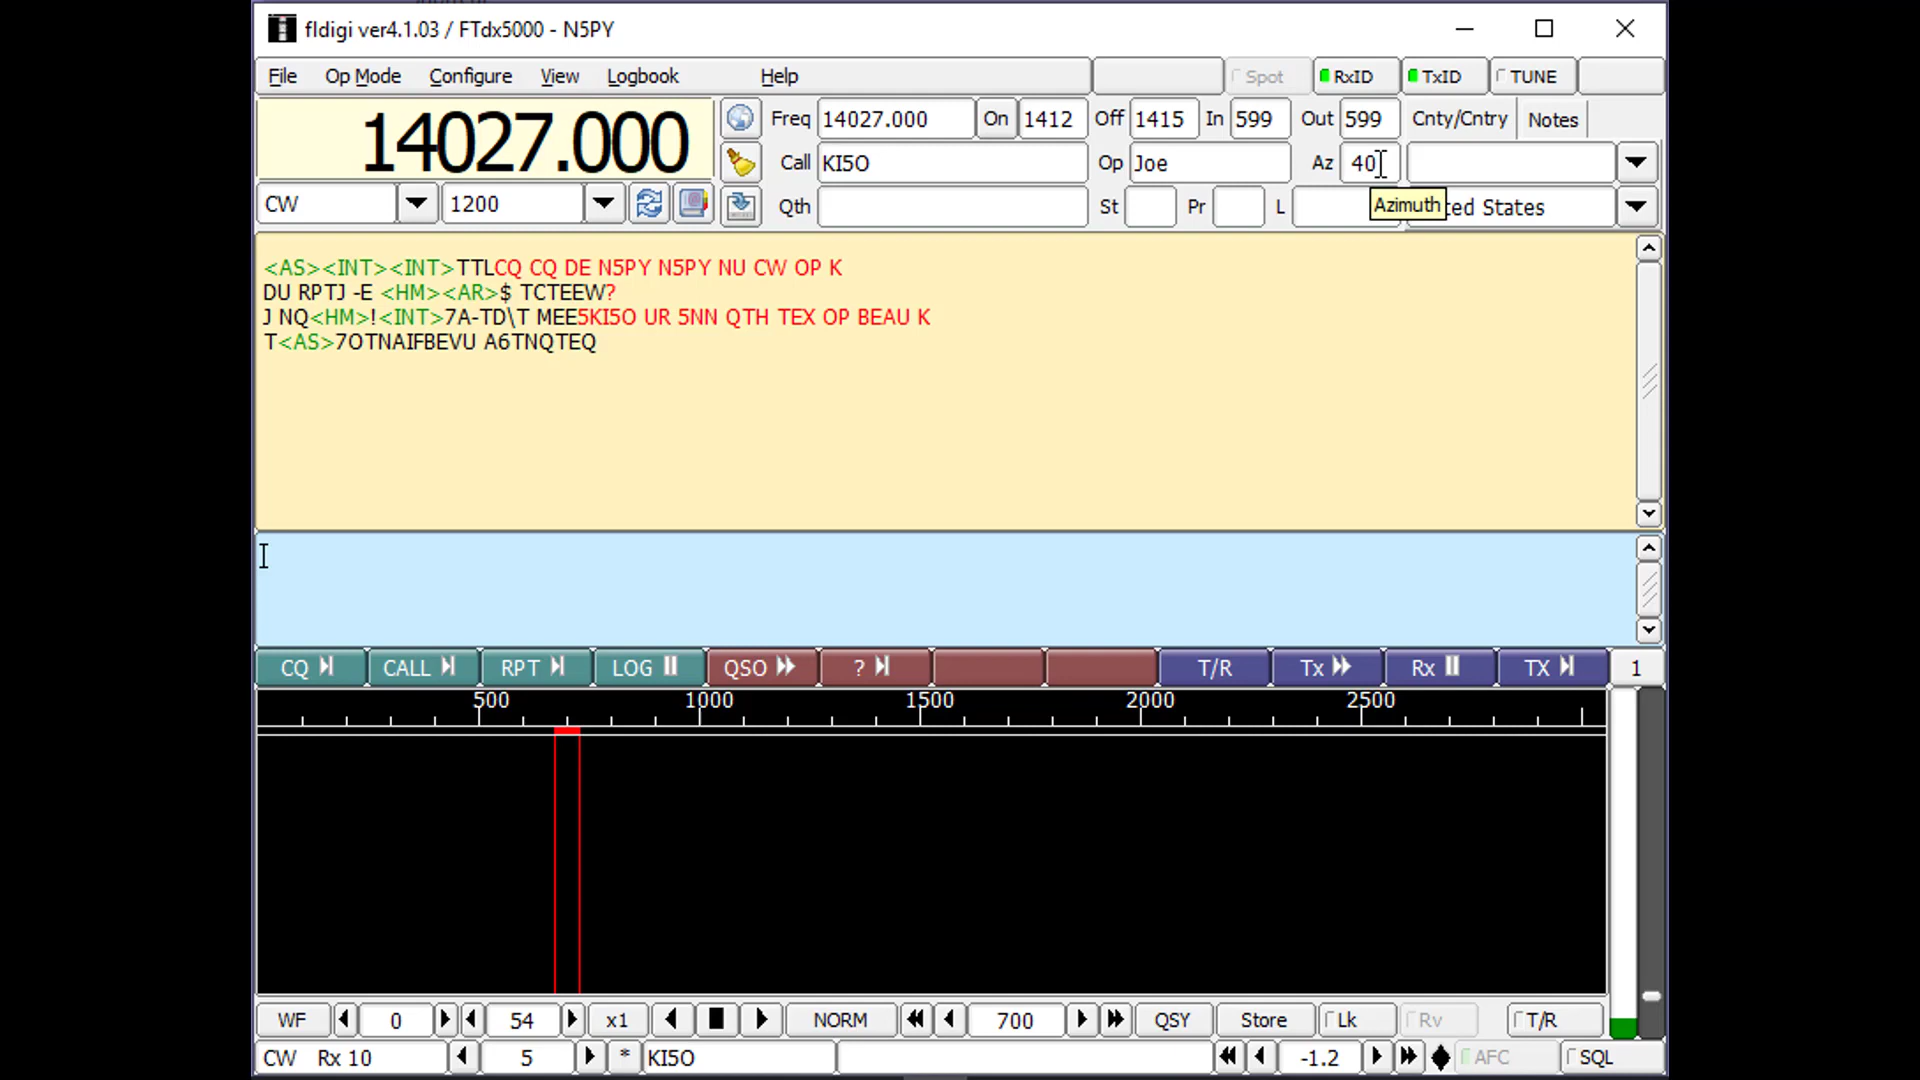 fldigi ver4.1.03 / FTdx5000 - N5PY
File Op Mode Configure View Logbook Help Spot RxID TxID TUNE
14027.000 Freq 14027.000 On 1412 Off 1415 In 599 Out 599 Cnty/Cntry Notes
Call KI5O Op Joe Az 40
CW 1200 Qth St Pr L Azimuth ed States
<AS><INT><INT>TTLCQ CQ DE N5PY N5PY NU CW OP K
DU RPTJ -E <HM><AR>$ TCTEEW?
J NQ<HM>!<INT>7A-TD\T MEE5KI5O UR 5NN QTH TEX OP BEAU K
T<AS>7OTNAIFBEVU A6TNQTEQ
CQ CALL RPT LOG QSO ? T/R Tx Rx TX 1
500 1000 1500 2000 2500
WF 0 54 x1 NORM 700 QSY Store Lk Rv T/R
CW Rx 10 5 * KI5O -1.2 AFC SQL